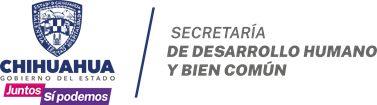 CHIHUAHUA
GOBIERNO DEL ESTADO
Juntos Sí podemos
SECRETARÍA
DE DESARROLLO HUMANO
Y BIEN COMÚN